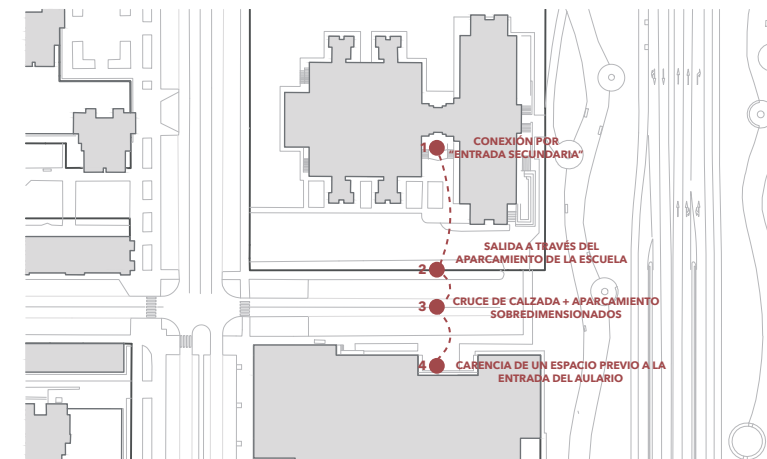 1
CONEXIÓN POR
"ENTRADA SECUNDARIA"
SALIDA A TRAVÉS DEL
2 APARCAMIENTO DE LA ESCUELA
3 CRUCE DE CALZADA + APARCAMIENTO
SOBREDIMENSIONADOS
4 CARENCIA DE UN ESPACIO PREVIO A LA
ENTRADA DEL AULARIO